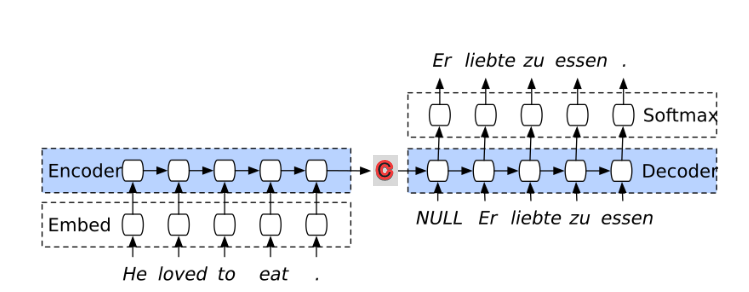 Er liebte zu essen .
Softmax
Encoder
C
Decoder
Embed
NULL Er liebte zu essen
He loved to eat .